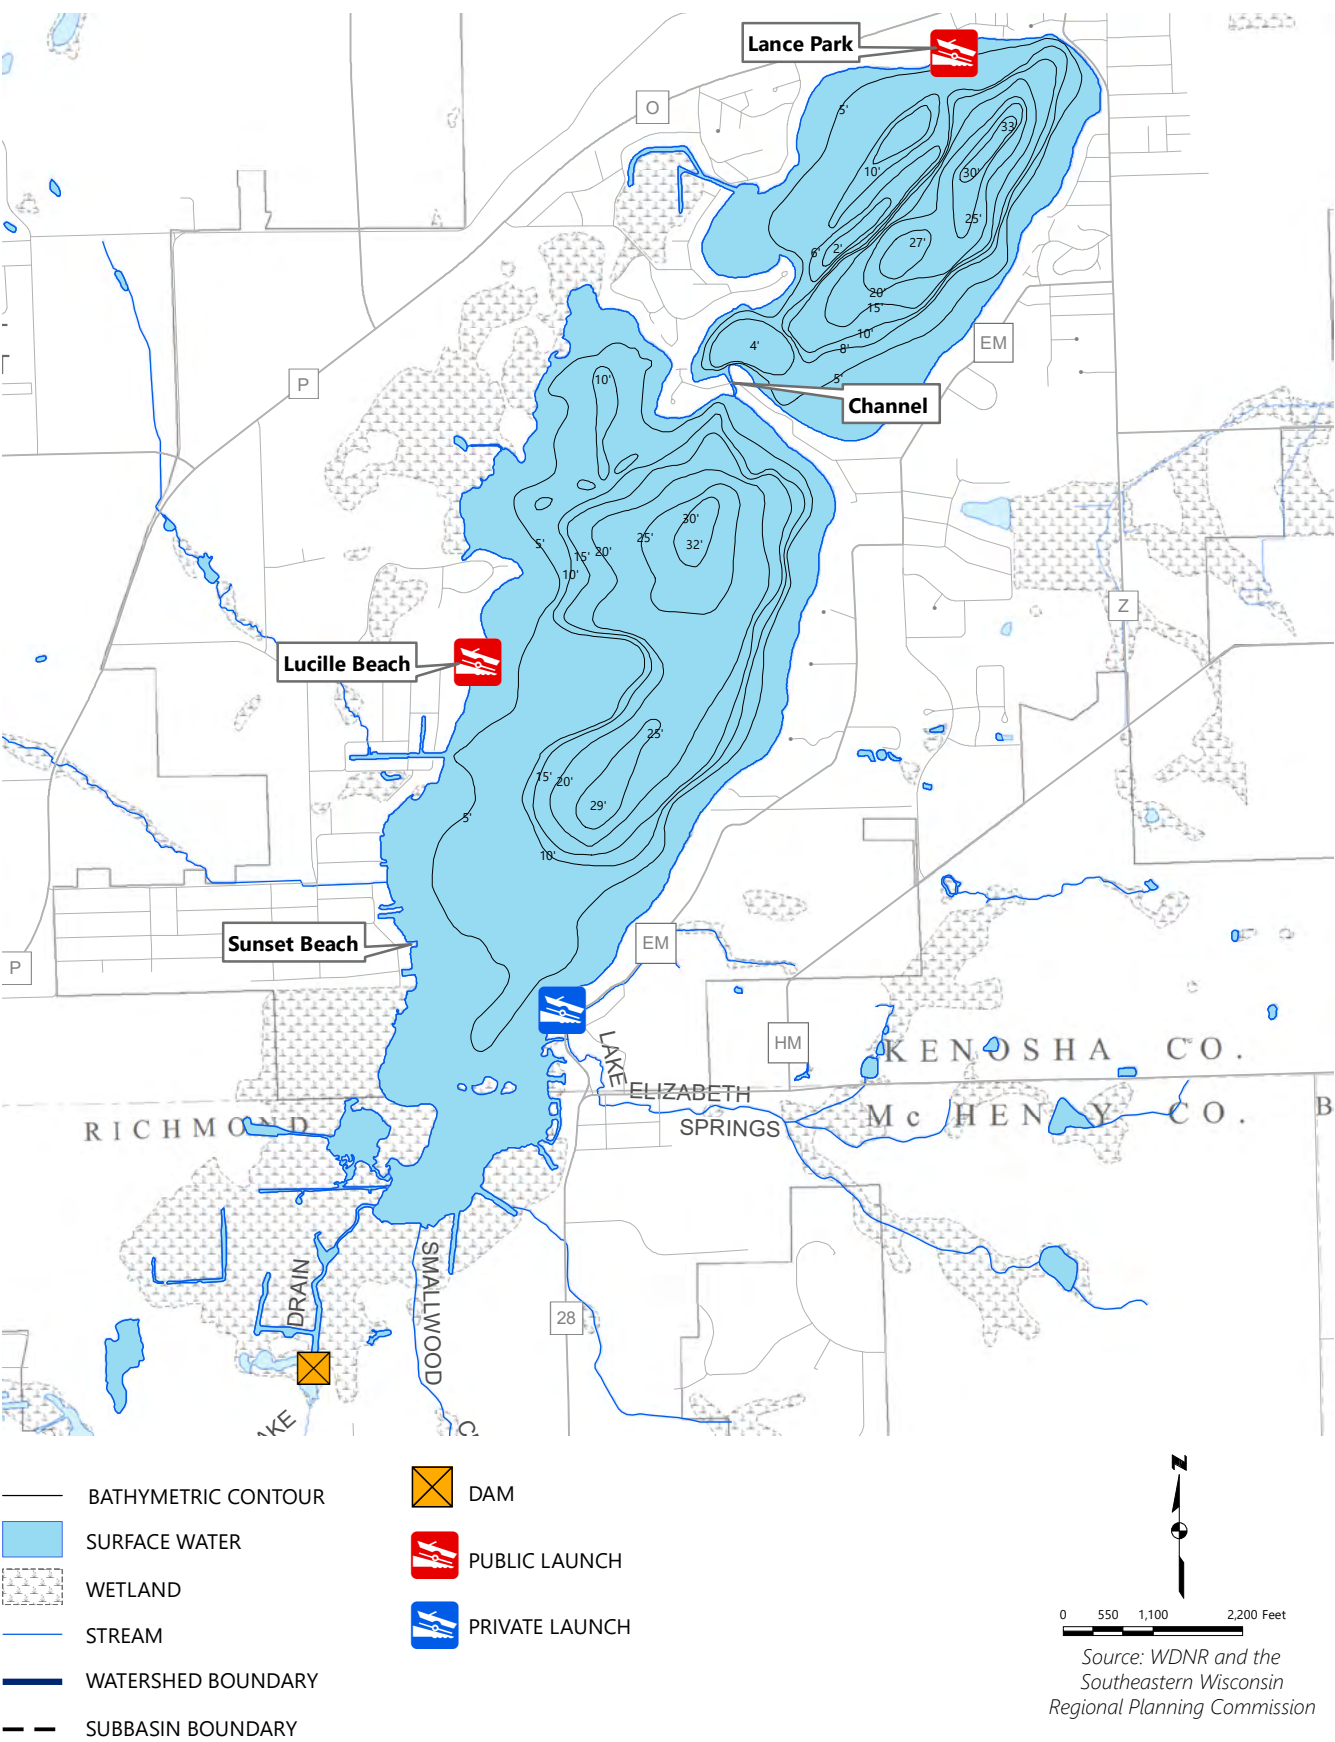 Lance Park
O
5'
33'
10'
30'
25'
27'
6'
2'
20'
15'
10'
8'
4'
5'
EM
P
Channel
10'
30'
5'
15'
20'
25'
32'
10'
Z
Lucille Beach
25'
15'
20'
29'
5'
10'
Sunset Beach
EM
P
HM
LAKE
ELIZABETH
SPRINGS
KENOSHA CO.
McHENRY CO.
RICHMOND
B
DRAIN
SMALLWOOD
28
AKE
BATHYMETRIC CONTOUR
SURFACE WATER
WETLAND
STREAM
WATERSHED BOUNDARY
SUBBASIN BOUNDARY
DAM
PUBLIC LAUNCH
PRIVATE LAUNCH
N
0 550 1,100 2,200 Feet
Source: WDNR and the
Southeastern Wisconsin
Regional Planning Commission